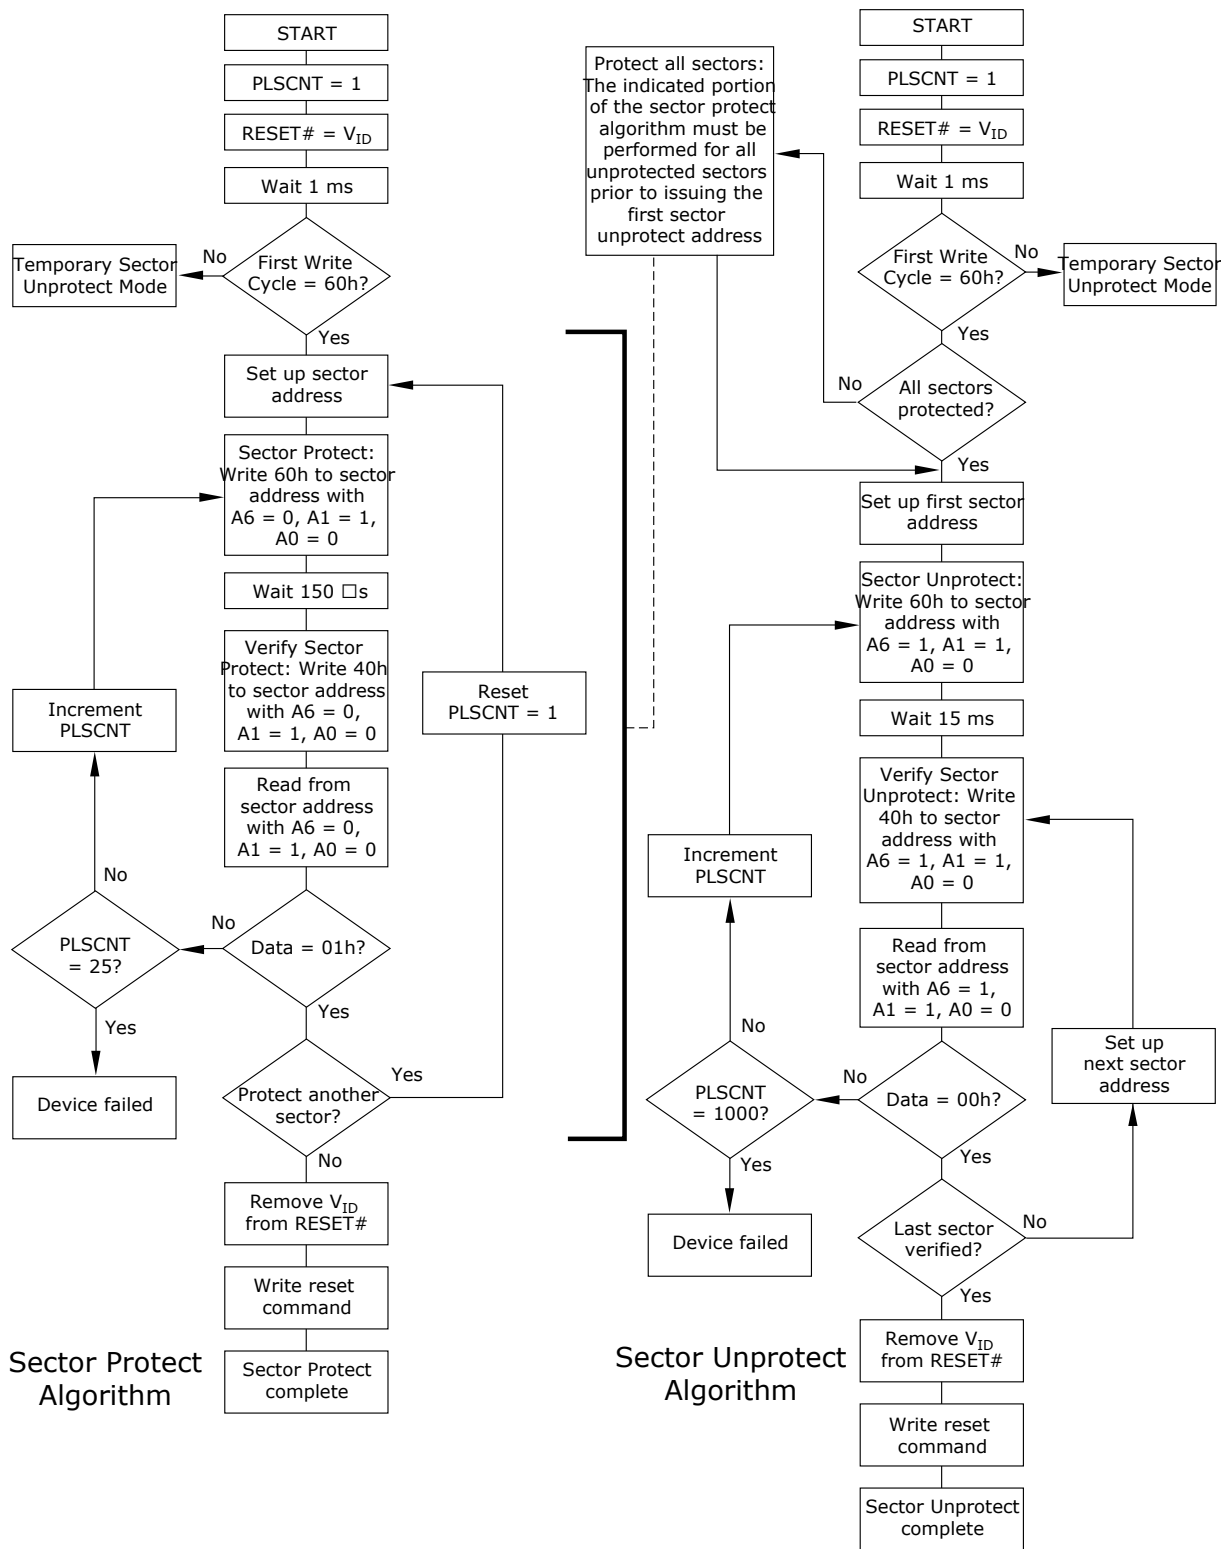 START
PLSCNT = 1
RESET# = VID
Wait 1 ms
First Write
Cycle = 60h?
No
Temporary Sector
Unprotect Mode
Yes
Set up sector
address
Sector Protect:
Write 60h to sector
address with
A6 = 0, A1 = 1,
A0 = 0
Wait 150 □s
Verify Sector
Protect: Write 40h
to sector address
with A6 = 0,
A1 = 1, A0 = 0
Increment
PLSCNT
Reset
PLSCNT = 1
Read from
sector address
with A6 = 0,
A1 = 1, A0 = 0
No
No
PLSCNT
= 25?
Data = 01h?
Yes
Yes
Device failed
Protect another
sector?
Yes
No
Remove VID
from RESET#
Write reset
command
Sector Protect
complete
Sector Protect
Algorithm
Protect all sectors:
The indicated portion
of the sector protect
algorithm must be
performed for all
unprotected sectors
prior to issuing the
first sector
unprotect address
START
PLSCNT = 1
RESET# = VID
Wait 1 ms
First Write
Cycle = 60h?
No
Temporary Sector
Unprotect Mode
Yes
No
All sectors
protected?
Yes
Set up first sector
address
Sector Unprotect:
Write 60h to sector
address with
A6 = 1, A1 = 1,
A0 = 0
Wait 15 ms
Verify Sector
Unprotect: Write
40h to sector
address with
A6 = 1, A1 = 1,
A0 = 0
Increment
PLSCNT
Read from
sector address
with A6 = 1,
A1 = 1, A0 = 0
No
No
PLSCNT
= 1000?
Data = 00h?
Set up
next sector
address
Yes
Yes
Device failed
Last sector
verified?
No
Yes
Remove VID
from RESET#
Write reset
command
Sector Unprotect
complete
Sector Unprotect
Algorithm